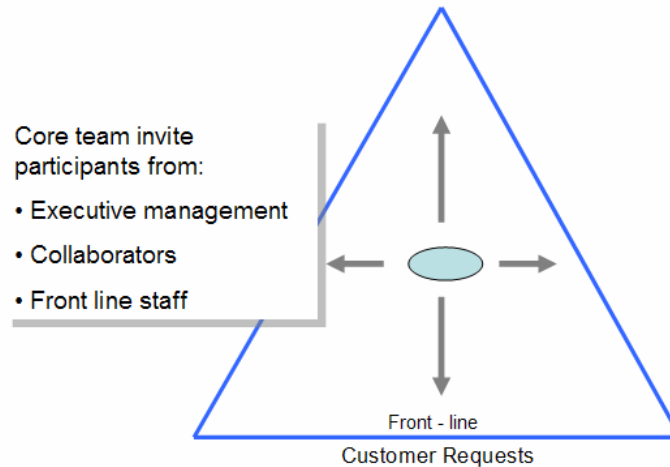 Core team invite
participants from:
• Executive management
• Collaborators
• Front line staff
Front - line
Customer Requests